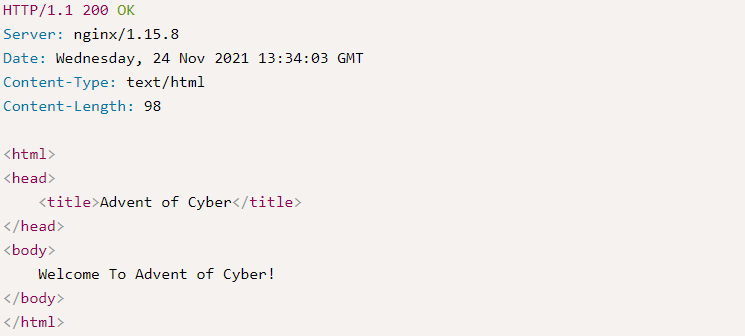 HTTP/1.1 200 OK
Server: nginx/1.15.8
Date: Wednesday, 24 Nov 2021 13:34:03 GMT
Content-Type: text/html
Content-Length: 98

<html>
<head>
    <title>Advent of Cyber</title>
</head>
<body>
    Welcome To Advent of Cyber!
</body>
</html>